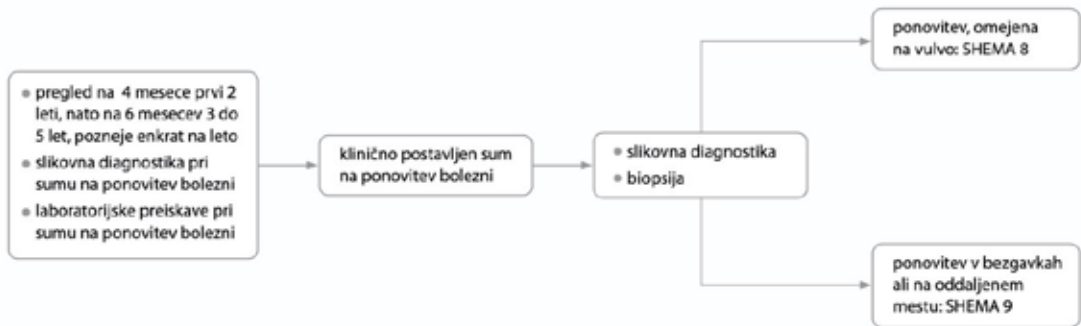 ● pregled na 4 mesece prvi 2
leti, nato na 6 mesecev 3 do
5 let, pozneje enkrat na leto
● slikovna diagnostika pri
sumu na ponovitev bolezni
● laboratorijske preiskave pri
sumu na ponovitev bolezni
klinično postavljen sum
na ponovitev bolezni
● slikovna diagnostika
● biopsija
ponovitev, omejena
na vulvo: SHEMA 8
ponovitev v bezgavkah
ali na oddaljenem
mestu: SHEMA 9